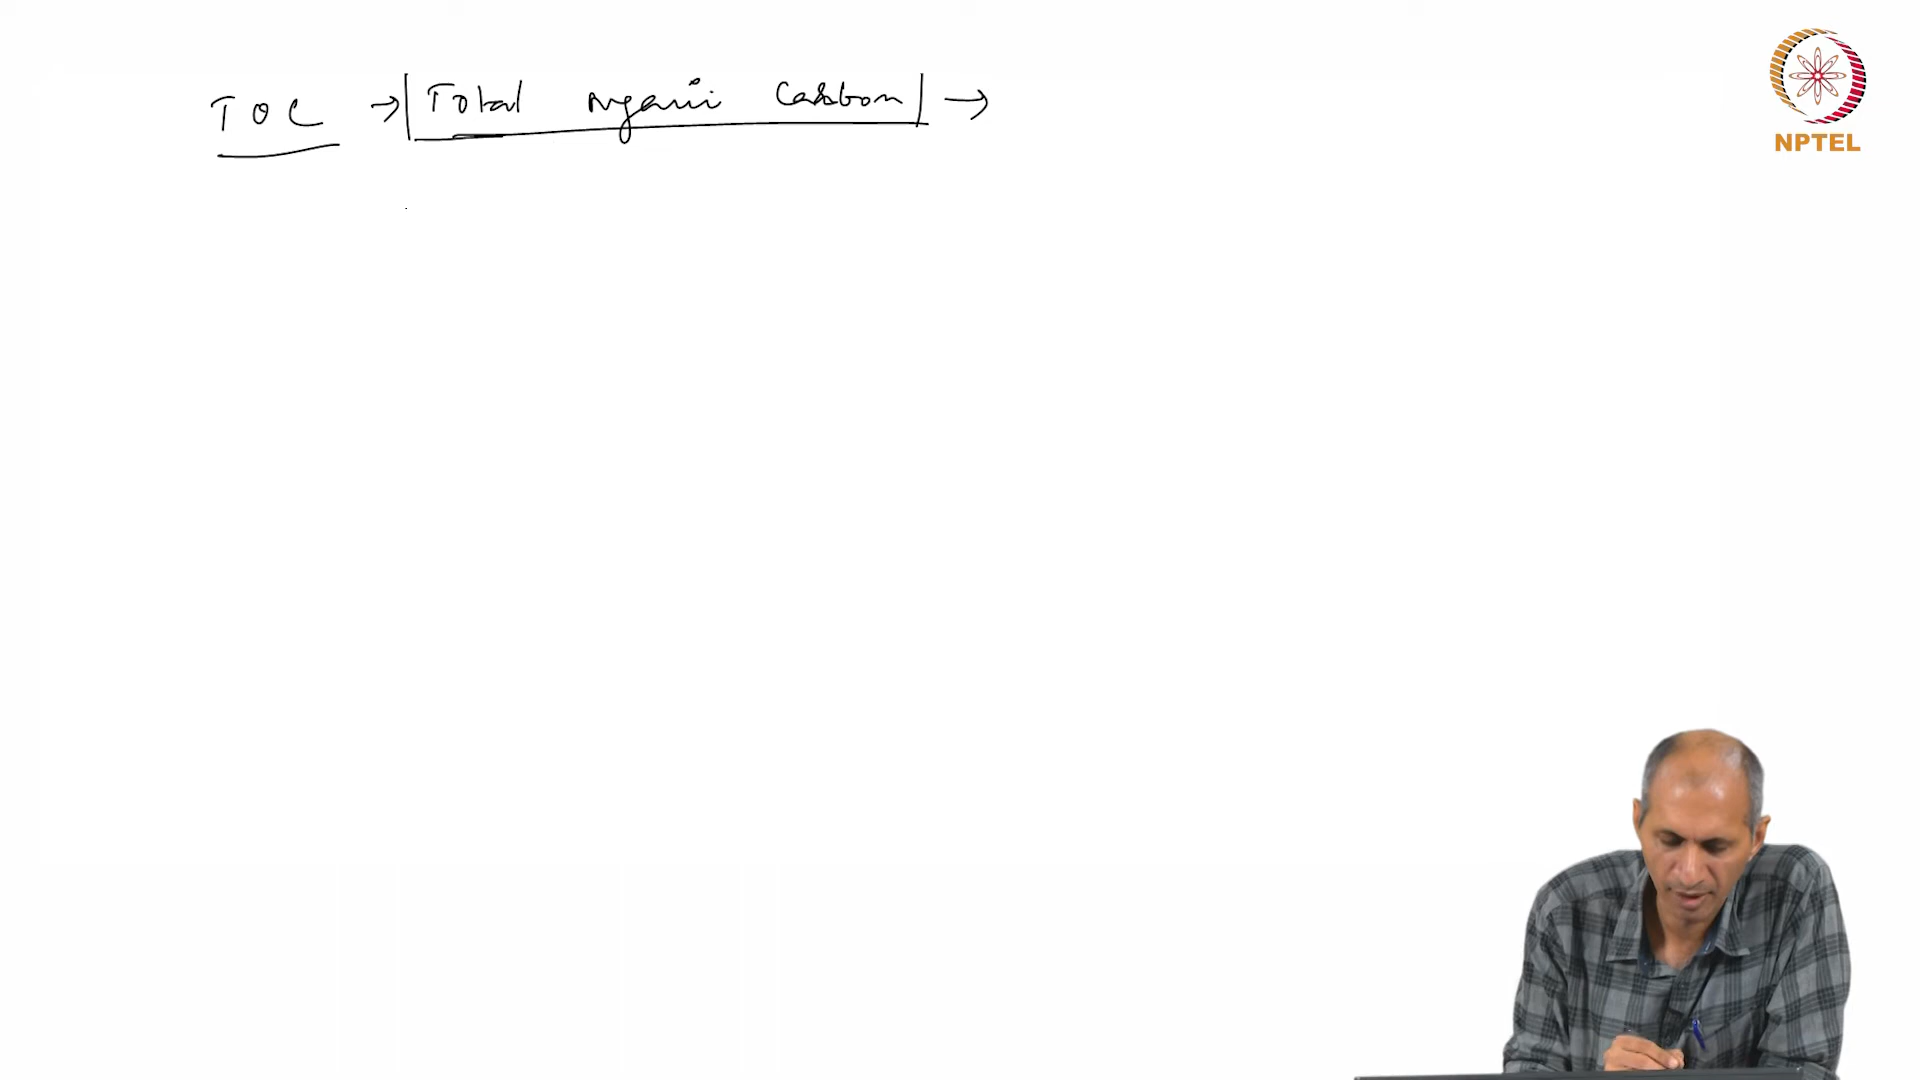 TOC → Total organic Carbon →
NPTEL